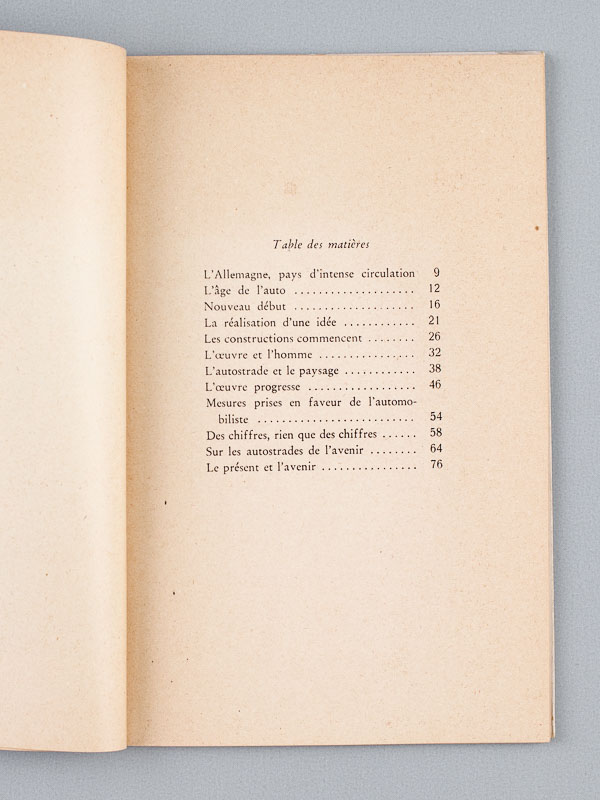 Table des matières
L'Allemagne, pays d'intense circulation 9
L'âge de l'auto .................... 12
Nouveau début .................... 16
La réalisation d'une idée ............ 21
Les constructions commencent ........ 26
L'œuvre et l'homme ................ 32
L'autostrade et le paysage ............ 38
L'œuvre progresse .................. 46
Mesures prises en faveur de l'automo-
biliste .......................... 54
Des chiffres, rien que des chiffres ...... 58
Sur les autostrades de l'avenir ........ 64
Le présent et l'avenir ................ 76